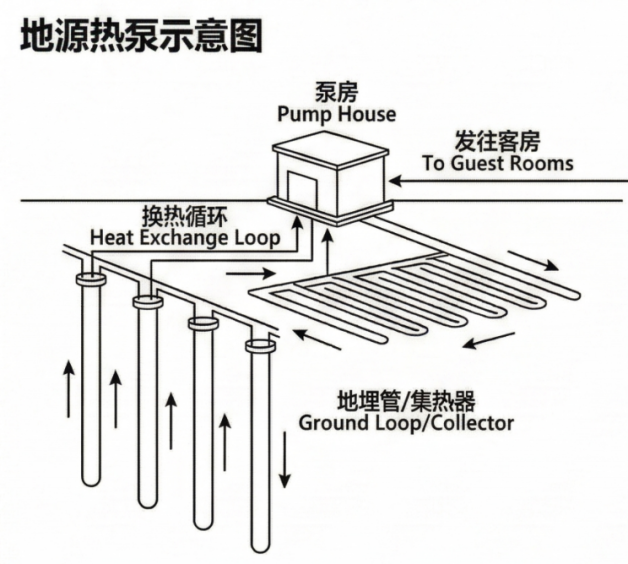 地源热泵示意图
泵房
Pump House
发往客房
To Guest Rooms
换热循环
Heat Exchange Loop
地埋管/集热器
Ground Loop/Collector